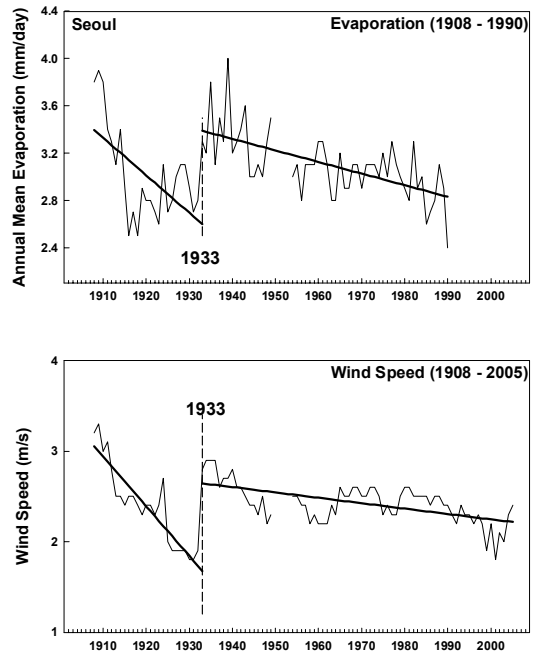 Seoul
Evaporation (1908 - 1990)
Annual Mean Evaporation (mm/day)
4.4
4.0
3.6
3.2
2.8
2.4
1933
1910 1920 1930 1940 1950 1960 1970 1980 1990 2000
Wind Speed (1908 - 2005)
Wind Speed (m/s)
4
3
2
1
1933
1910 1920 1930 1940 1950 1960 1970 1980 1990 2000